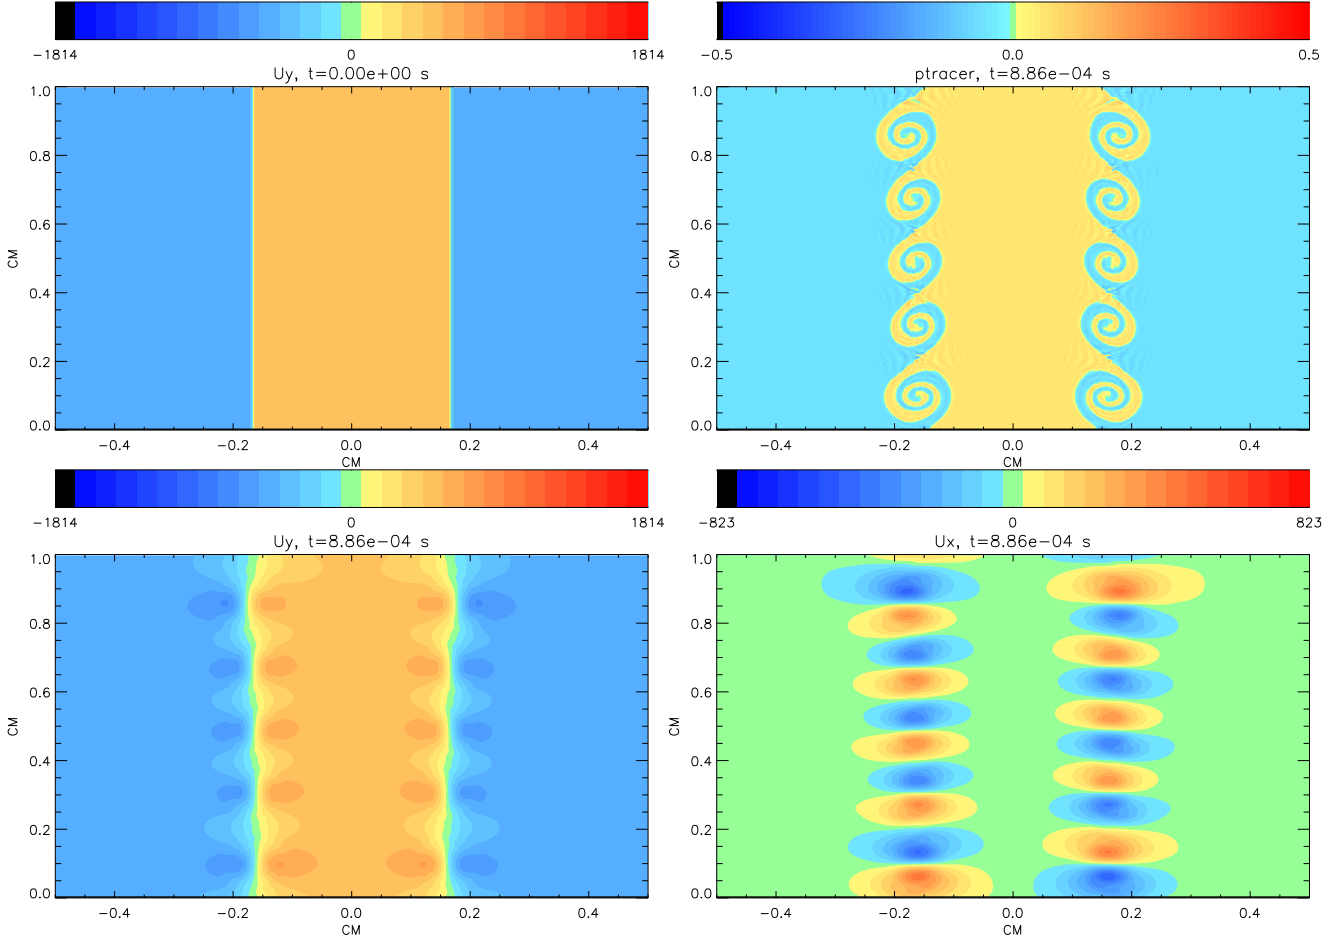 −1814 0 1814
Uy, t=0.00e+00 s
1.0
0.8
0.6
0.4
0.2
0.0
CM
−0.4 −0.2 0.0 0.2 0.4
CM
−0.5 0.0 0.5
ptracer, t=8.86e−04 s
1.0
0.8
0.6
0.4
0.2
0.0
CM
−0.4 −0.2 0.0 0.2 0.4
CM
−1814 0 1814
Uy, t=8.86e−04 s
1.0
0.8
0.6
0.4
0.2
0.0
CM
−0.4 −0.2 0.0 0.2 0.4
CM
−823 0 823
Ux, t=8.86e−04 s
1.0
0.8
0.6
0.4
0.2
0.0
CM
−0.4 −0.2 0.0 0.2 0.4
CM